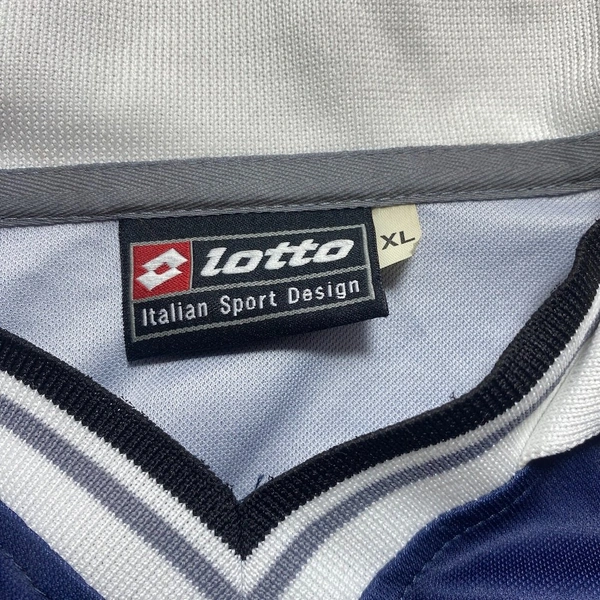 lotto
XL
Italian Sport Design